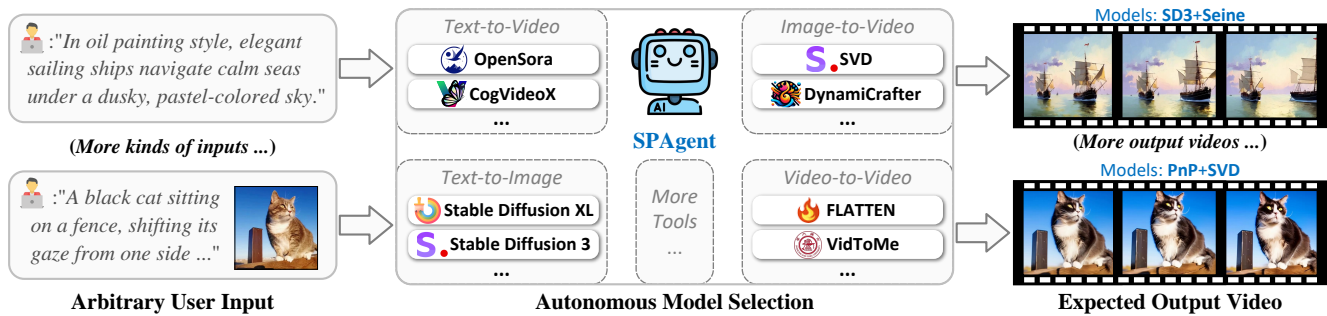 :"In oil painting style, elegant
sailing ships navigate calm seas
under a dusky, pastel-colored sky."
(More kinds of inputs ...)
:"A black cat sitting
on a fence, shifting its
gaze from one side ..."
Arbitrary User Input
Text-to-Video
OpenSora
CogVideoX
...
AI
SPAgent
Image-to-Video
S. SVD
DynamiCrafter
...
Text-to-Image
Stable Diffusion XL
S. Stable Diffusion 3
...
More
Tools
...
Video-to-Video
FLATTEN
VidToMe
...
Autonomous Model Selection
Models: SD3+Seine
(More output videos ...)
Models: PnP+SVD
Expected Output Video